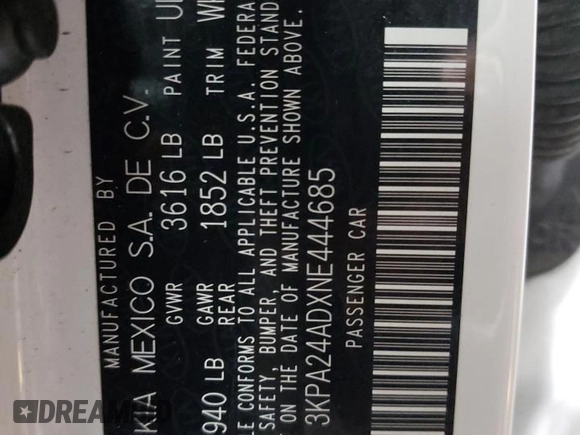 MANUFACTURED BY
KIA MEXICO S.A. DE C.V.
GVWR 3616 LB PAINT
940 LB GAWR REAR 1852 LB TRIM
CONFORMS TO ALL APPLICABLE U.S.A. FEDERA
SAFETY, BUMPER, AND THEFT PREVENTION STAND
ON THE DATE OF MANUFACTURE SHOWN ABOVE.
3KPA24ADXNE444685
PASSENGER CAR
DREAMBID